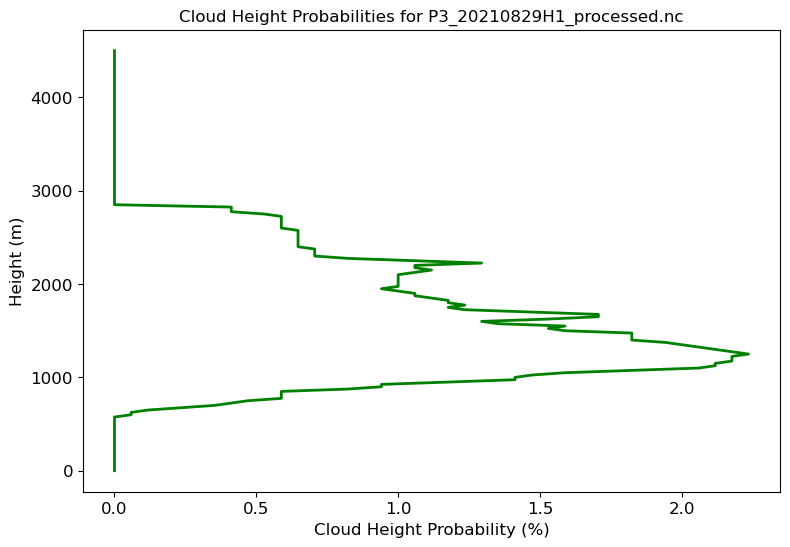 Cloud Height Probabilities for P3_20210829H1_processed.nc
Height (m)
4000
3000
2000
1000
0
0.0 0.5 1.0 1.5 2.0
Cloud Height Probability (%)